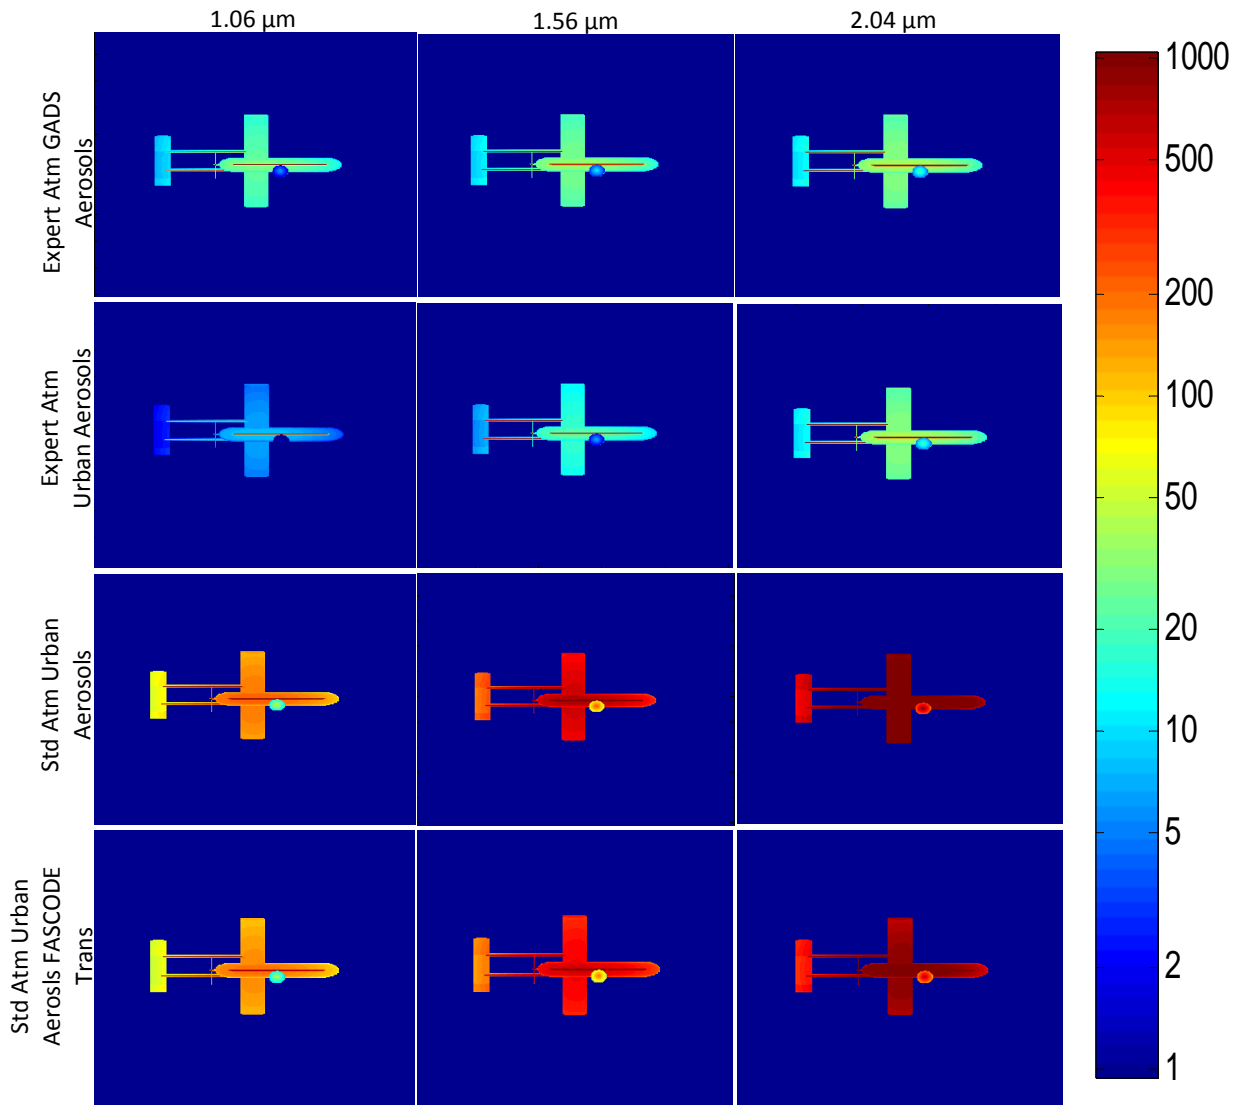 1.06 µm
1.56 µm
2.04 µm
Expert Atm GADS
Aerosols
Expert Atm
Urban Aerosols
Std Atm Urban
Aerosols
Std Atm Urban
Aerosls FASCODE
Trans
1000
500
200
100
50
20
10
5
2
1